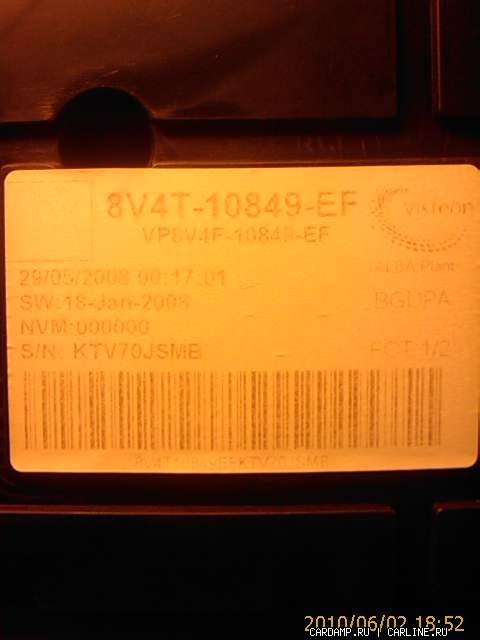 8V4T-10849-EF
VP8V4F-10849-EF
Visteon
ALBA Plant
29/05/2008 00:17:01
SW:18-Jan-2008
BGDPA
NVM:000000
S/N: KTV70JSMB
FCT 1/2
8V4T10849EFKTV70JSMB
2010/06/02 18:52
CARDAMP.RU | CARLINE.RU